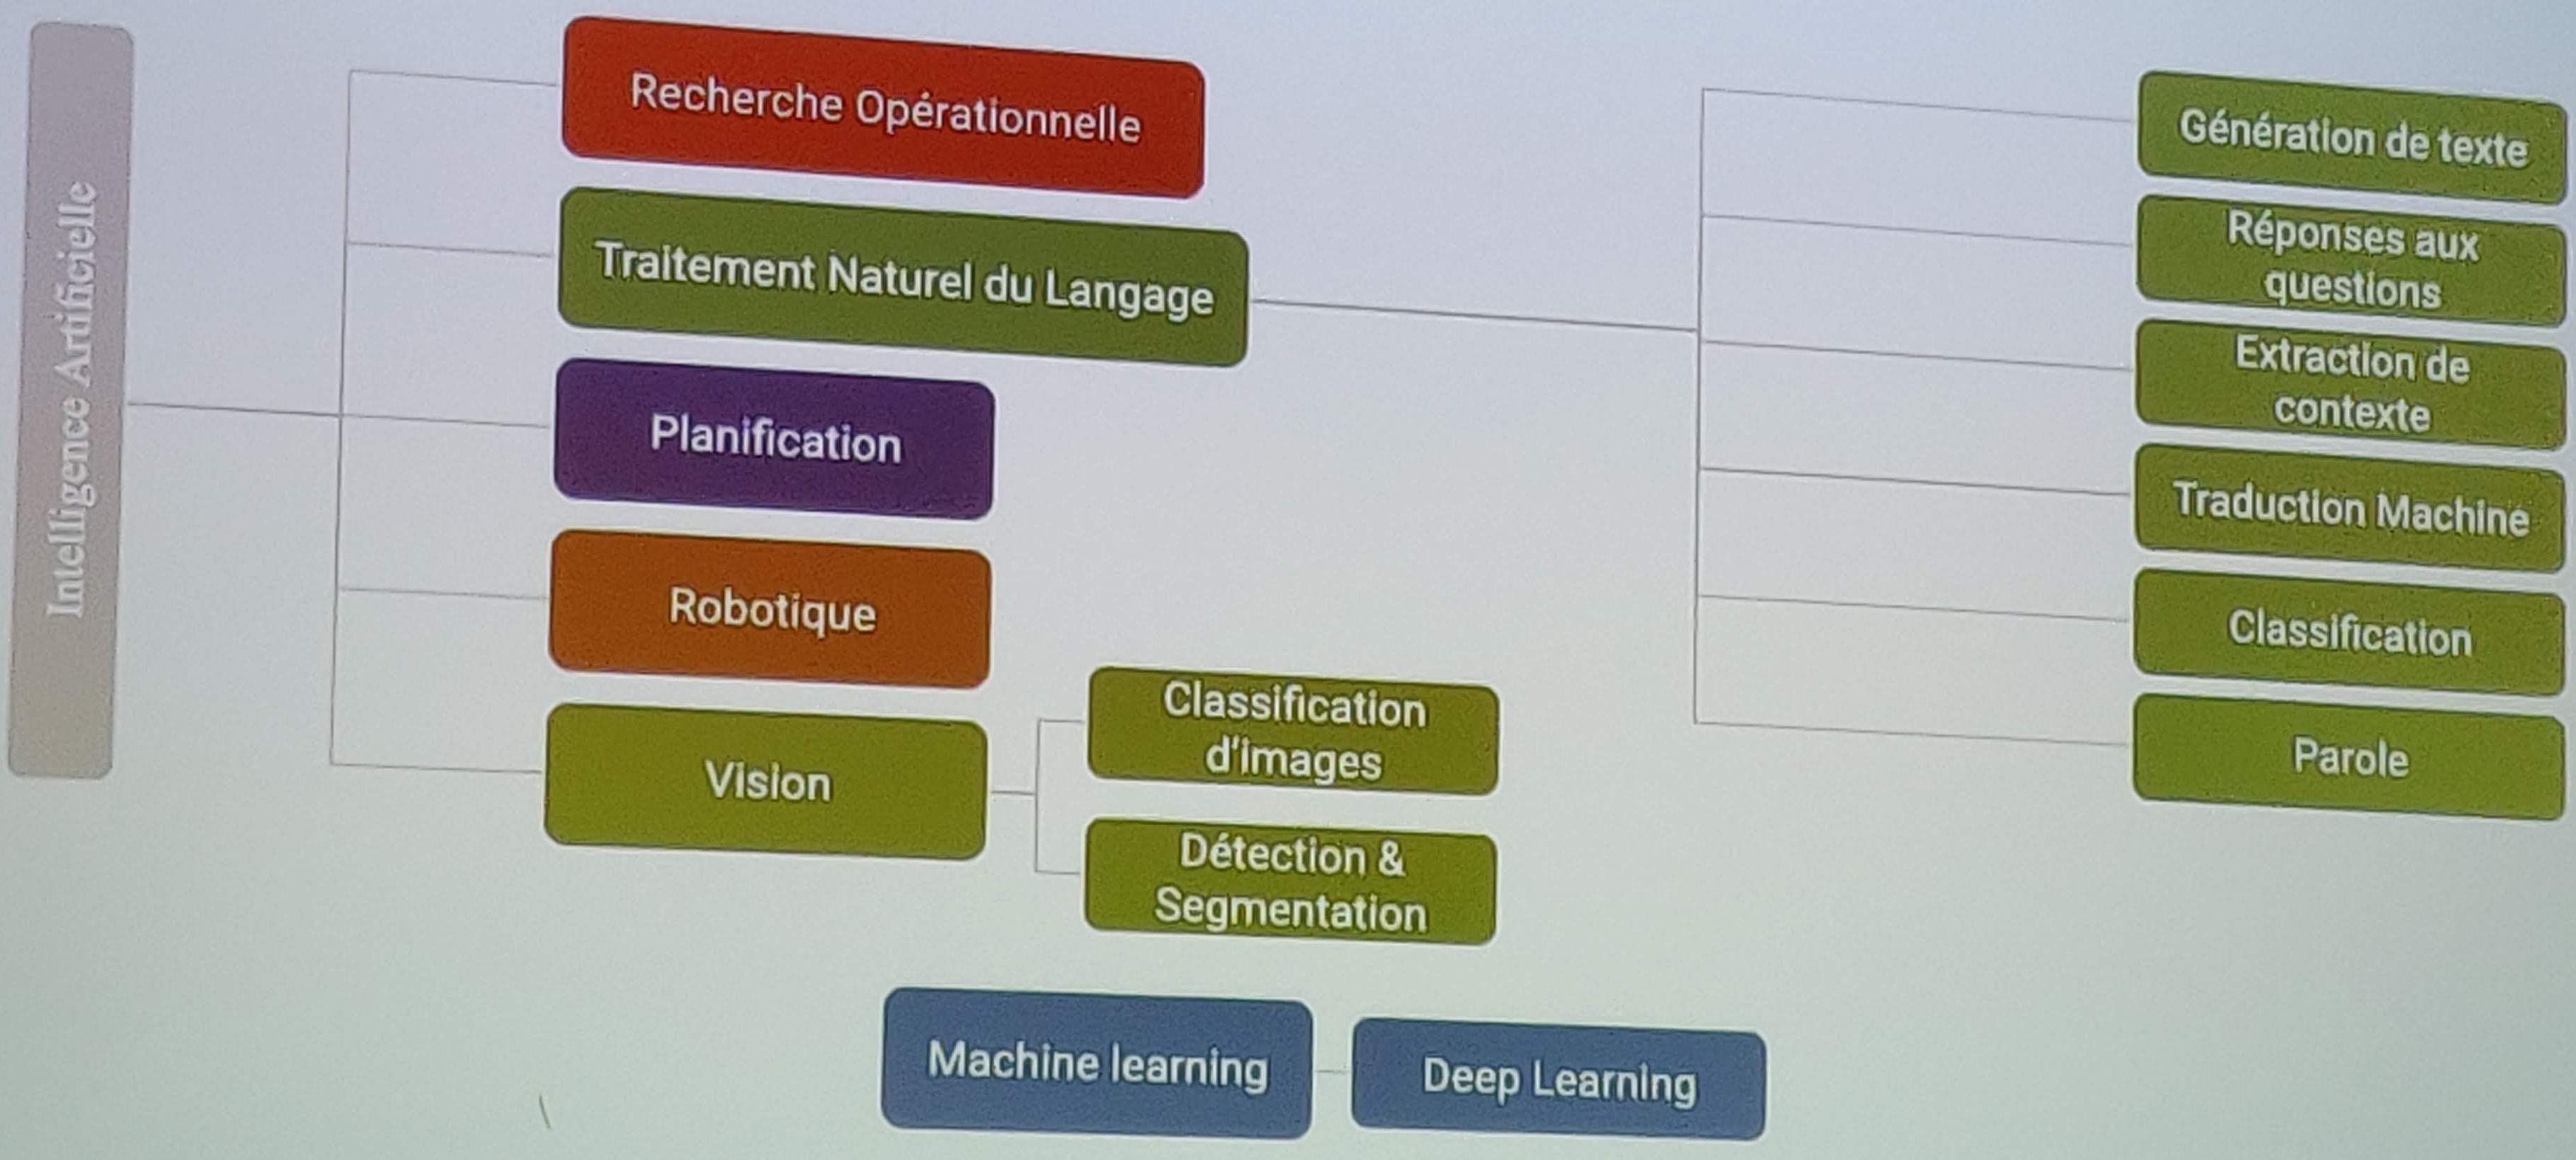 Intelligence Artificielle
Recherche Opérationnelle
Traitement Naturel du Langage
Planification
Robotique
Vision
Classification
d'images
Détection &
Segmentation
Génération de texte
Réponses aux
questions
Extraction de
contexte
Traduction Machine
Classification
Parole
Machine learning
Deep Learning